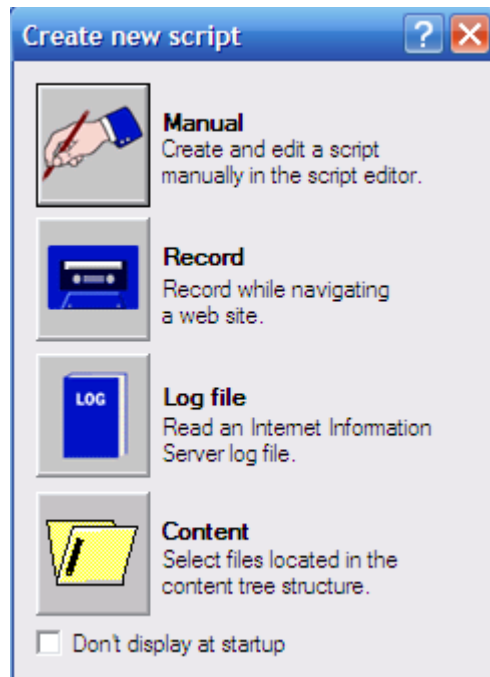 Create new script
Manual
Create and edit a script
manually in the script editor.
Record
Record while navigating
a web site.
LOG
Log file
Read an Internet Information
Server log file.
Content
Select files located in the
content tree structure.
Don't display at startup